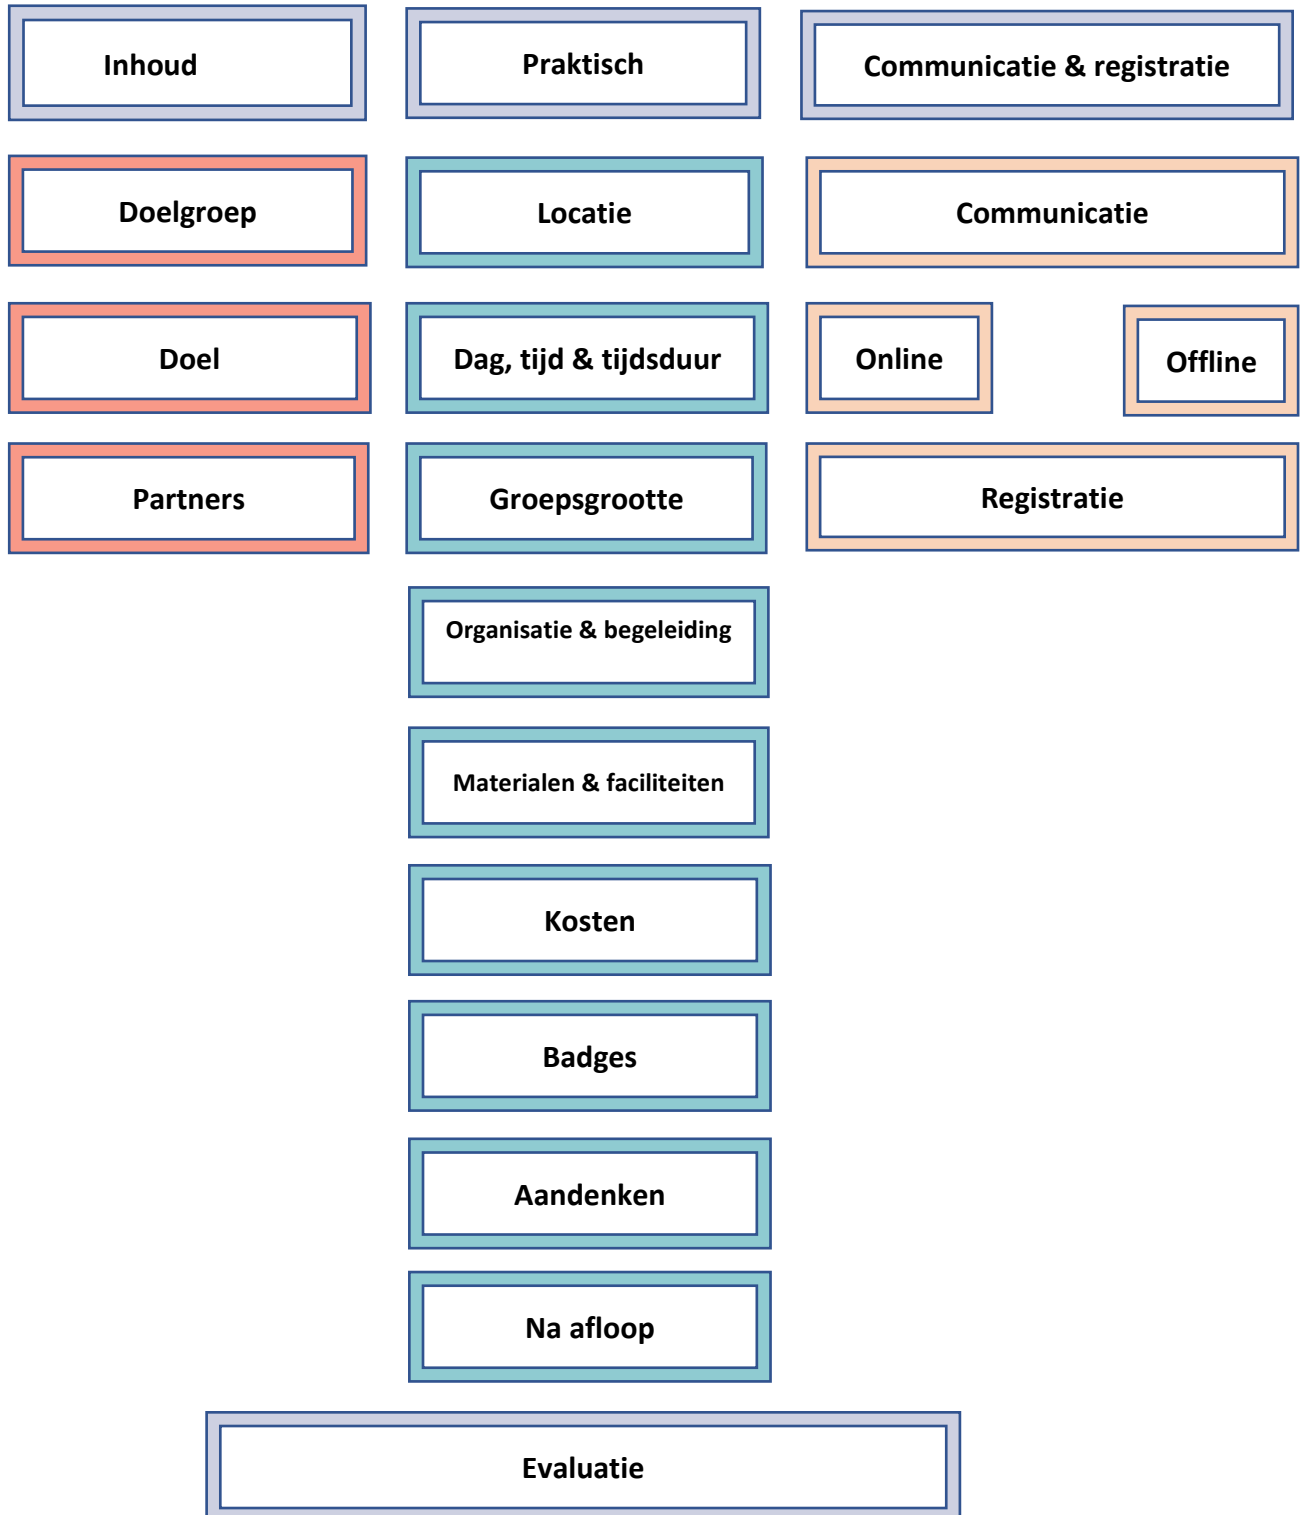 Inhoud
Praktisch
Communicatie & registratie
Doelgroep
Locatie
Communicatie
Doel
Dag, tijd & tijdsduur
Online
Offline
Partners
Groepsgrootte
Registratie
Organisatie & begeleiding
Materialen & faciliteiten
Kosten
Badges
Aandenken
Na afloop
Evaluatie